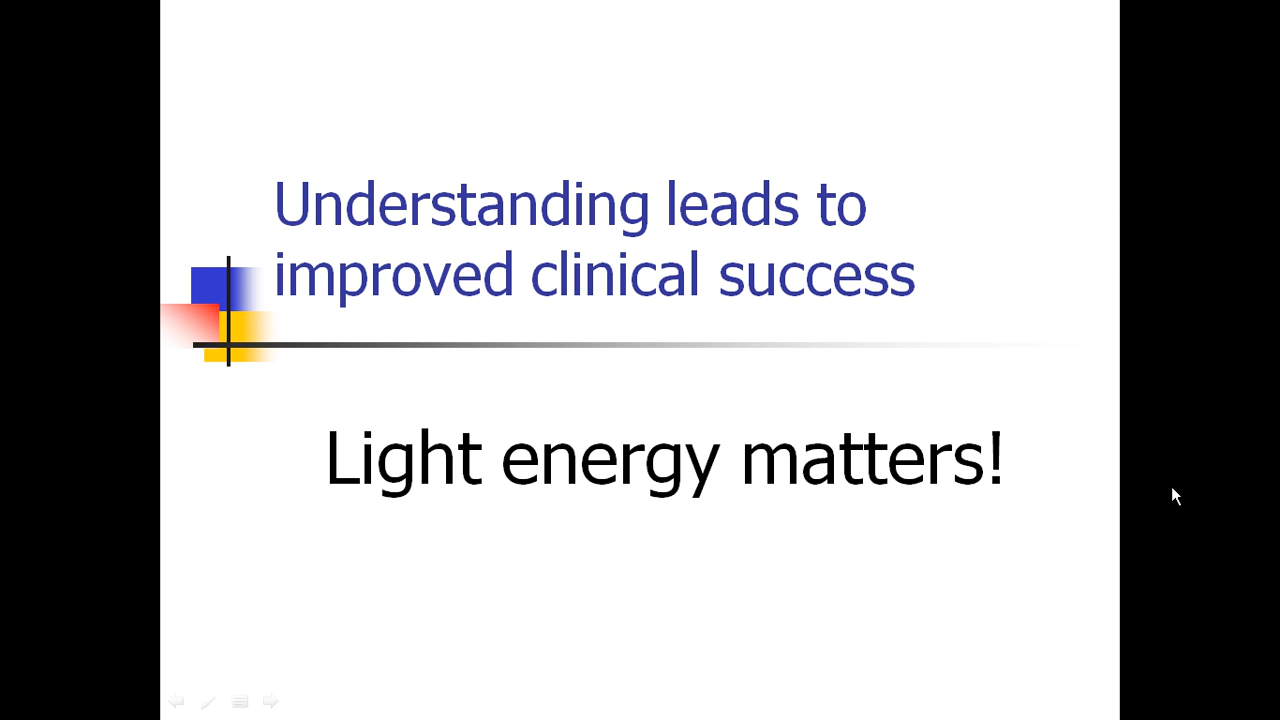 Understanding leads to
improved clinical success
Light energy matters!